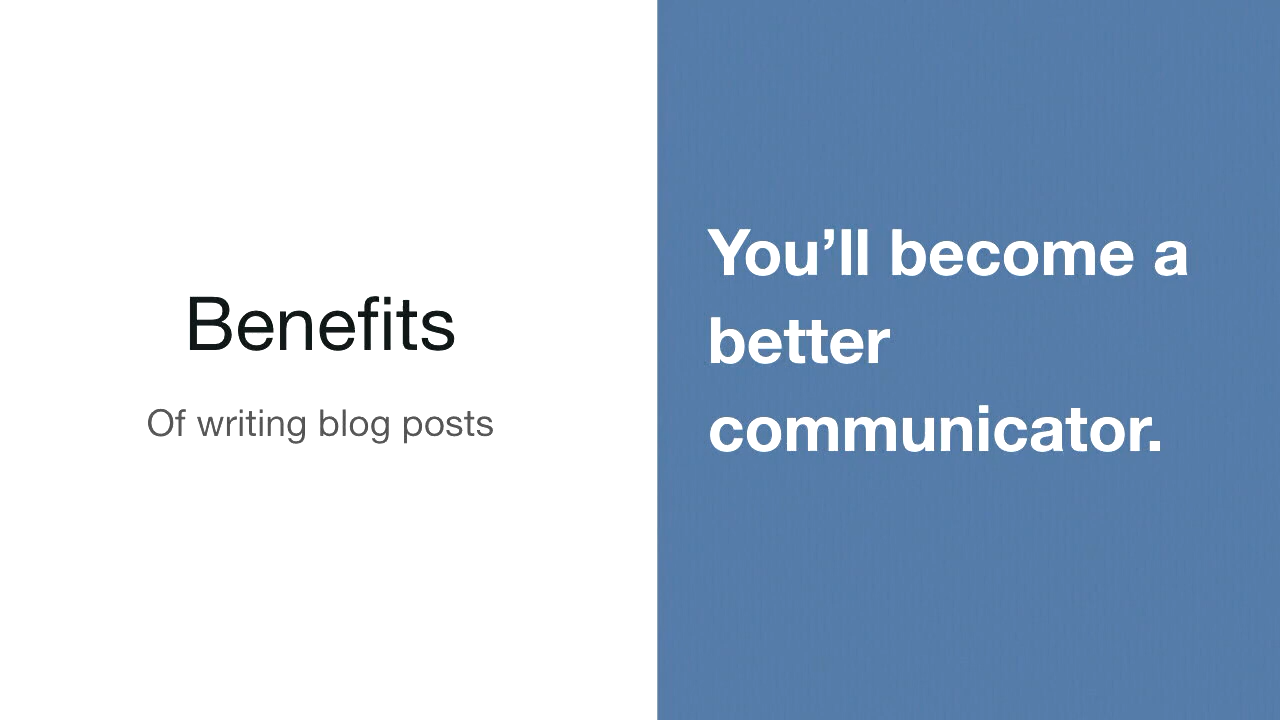 Benefits
Of writing blog posts
You’ll become a
better
communicator.